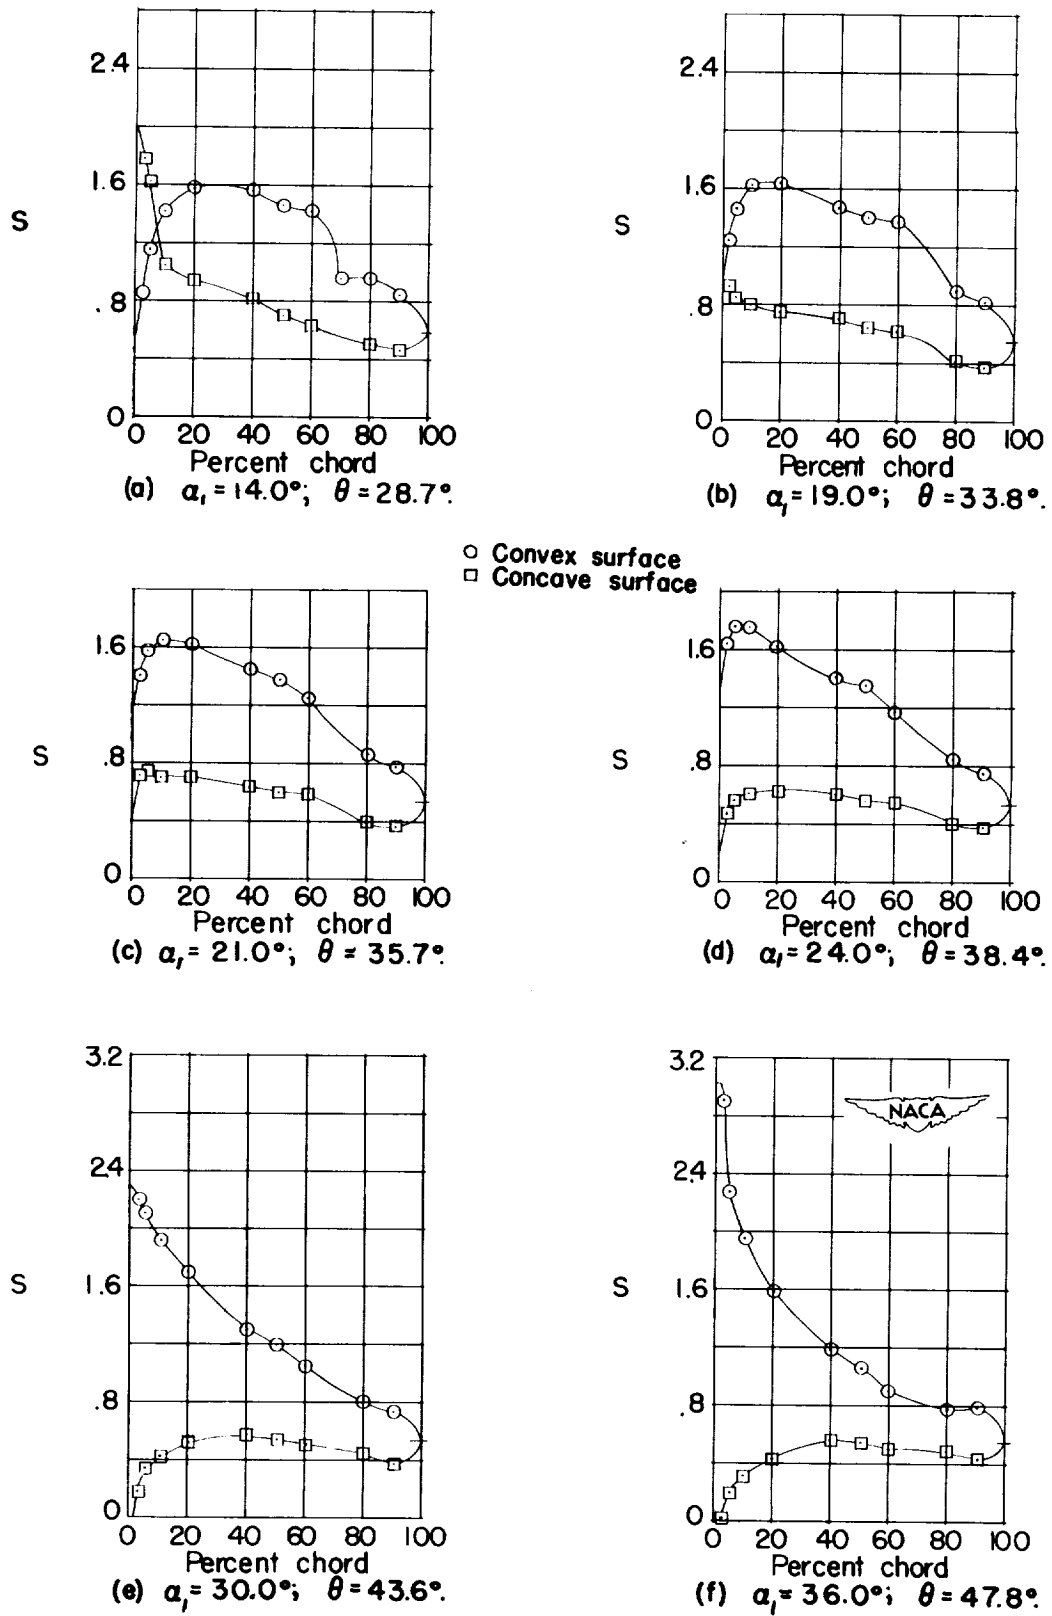 2.4
1.6
S
.8
0
0 20 40 60 80 100
Percent chord
(a) α₁ = 14.0°; θ = 28.7°.
2.4
1.6
S
.8
0
0 20 40 60 80 100
Percent chord
(b) α₁ = 19.0°; θ = 33.8°.
Convex surface
Concave surface
1.6
S
.8
0
0 20 40 60 80 100
Percent chord
(c) α₁ = 21.0°; θ = 35.7°.
1.6
S
.8
0
0 20 40 60 80 100
Percent chord
(d) α₁ = 24.0°; θ = 38.4°.
3.2
2.4
1.6
S
.8
0
0 20 40 60 80 100
Percent chord
(e) α₁ = 30.0°; θ = 43.6°.
3.2
NACA
2.4
1.6
S
.8
0
0 20 40 60 80 100
Percent chord
(f) α₁ = 36.0°; θ = 47.8°.